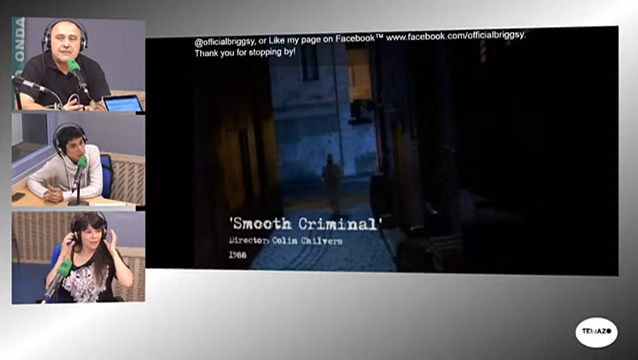 ONDA
@officialbriggsy, or Like my page on Facebook™ www.facebook.com/officialbriggsy
Thank you for stopping by!
'Smooth Criminal'
Director: Colin Chilvers
1988
TEMAZO